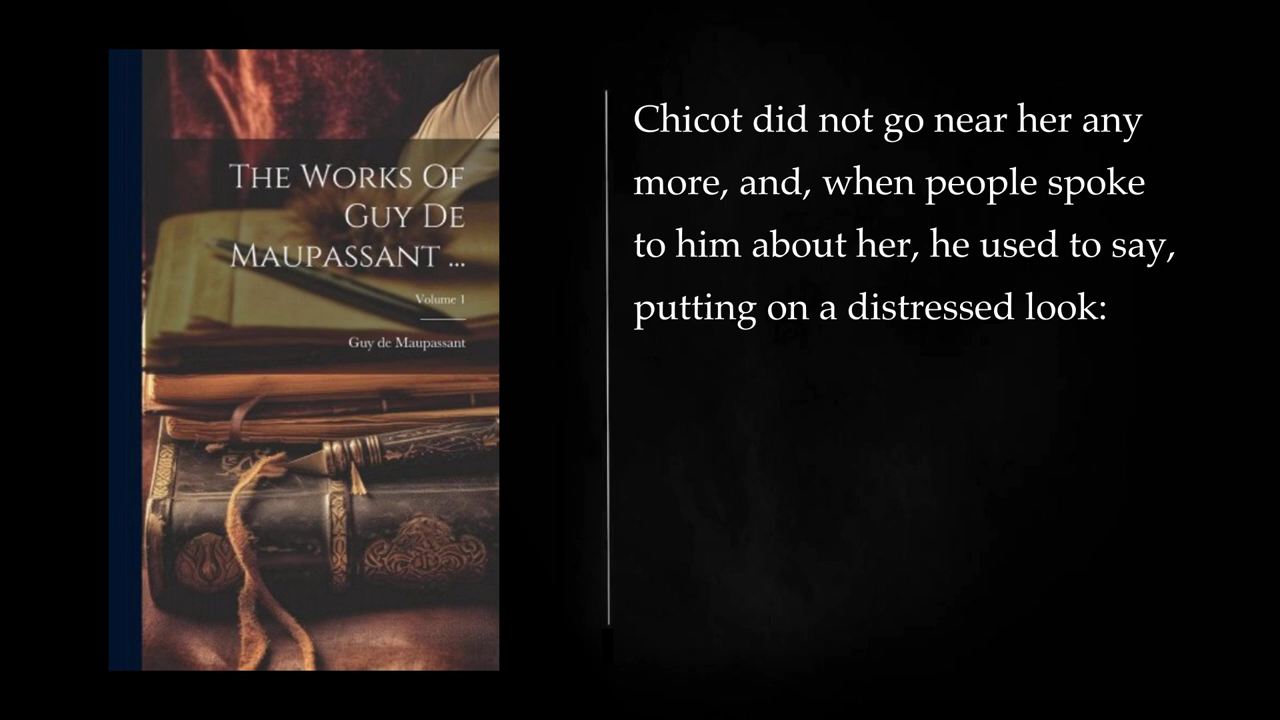 The Works Of
Guy De
Maupassant ...
Volume 1
Guy de Maupassant
Chicot did not go near her any
more, and, when people spoke
to him about her, he used to say,
putting on a distressed look: